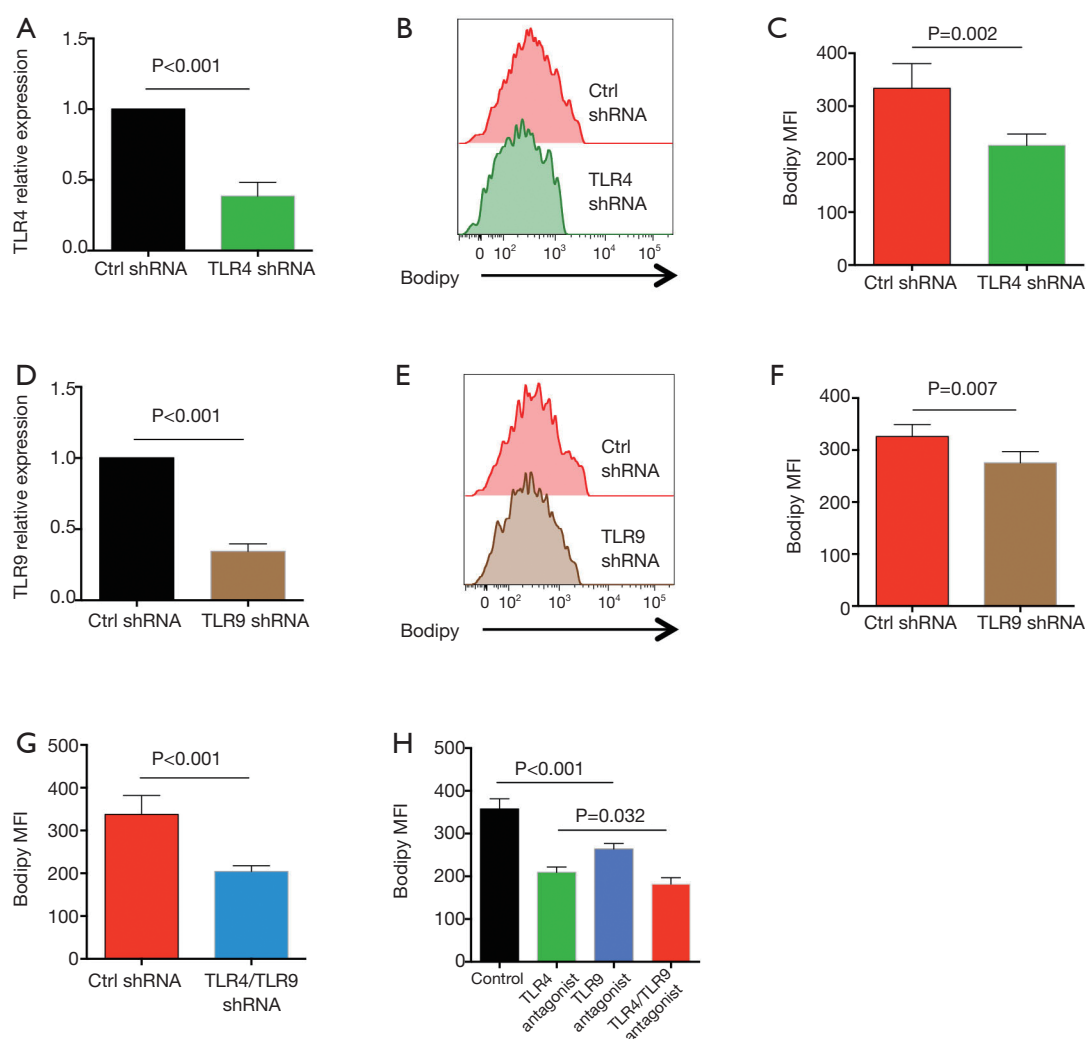 A
TLR4 relative expression
1.5
1.0
0.5
0.0
P<0.001
Ctrl shRNA
TLR4 shRNA
B
Ctrl
shRNA
TLR4
shRNA
0
10²
10³
10⁴
10⁵
Bodipy
C
Bodipy MFI
400
300
200
100
0
P=0.002
Ctrl shRNA
TLR4 shRNA
D
TLR9 relative expression
1.5
1.0
0.5
0.0
P<0.001
Ctrl shRNA
TLR9 shRNA
E
Ctrl
shRNA
TLR9
shRNA
0
10²
10³
10⁴
10⁵
Bodipy
F
Bodipy MFI
400
300
200
100
0
P=0.007
Ctrl shRNA
TLR9 shRNA
G
Bodipy MFI
500
400
300
200
100
0
P<0.001
Ctrl shRNA
TLR4/TLR9
shRNA
H
Bodipy MFI
500
400
300
200
100
0
P<0.001
P=0.032
Control
TLR4
antagonist
TLR9
antagonist
TLR4/TLR9
antagonist